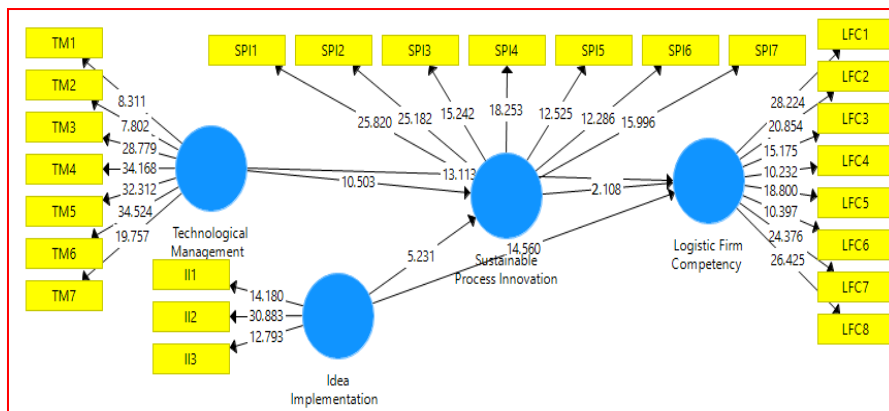 TM1
TM2
TM3
TM4
TM5
TM6
TM7
8.311
7.802
28.779
34.168
32.312
34.524
19.757
Technological
Management
SPI1
SPI2
SPI3
SPI4
SPI5
SPI6
SPI7
25.820
25.182
15.242
18.253
12.525
12.286
15.996
13.113
10.503
2.108
5.231
14.560
Sustainable
Process Innovation
II1
II2
II3
14.180
30.883
12.793
Idea
Implementation
Logistic Firm
Competency
28.224
20.854
15.175
10.232
18.800
10.397
24.376
26.425
LFC1
LFC2
LFC3
LFC4
LFC5
LFC6
LFC7
LFC8